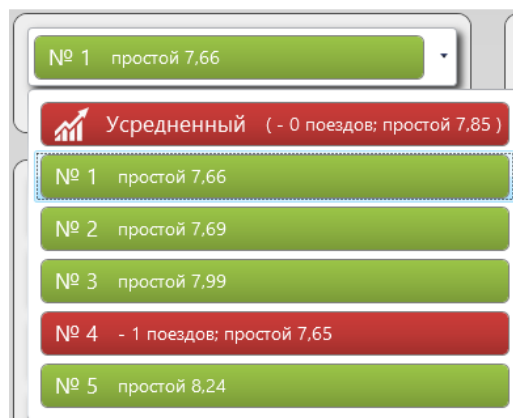 № 1 простой 7,66
Усредненный ( - 0 поездов; простой 7,85 )
№ 1 простой 7,66
№ 2 простой 7,69
№ 3 простой 7,99
№ 4 - 1 поездов; простой 7,65
№ 5 простой 8,24